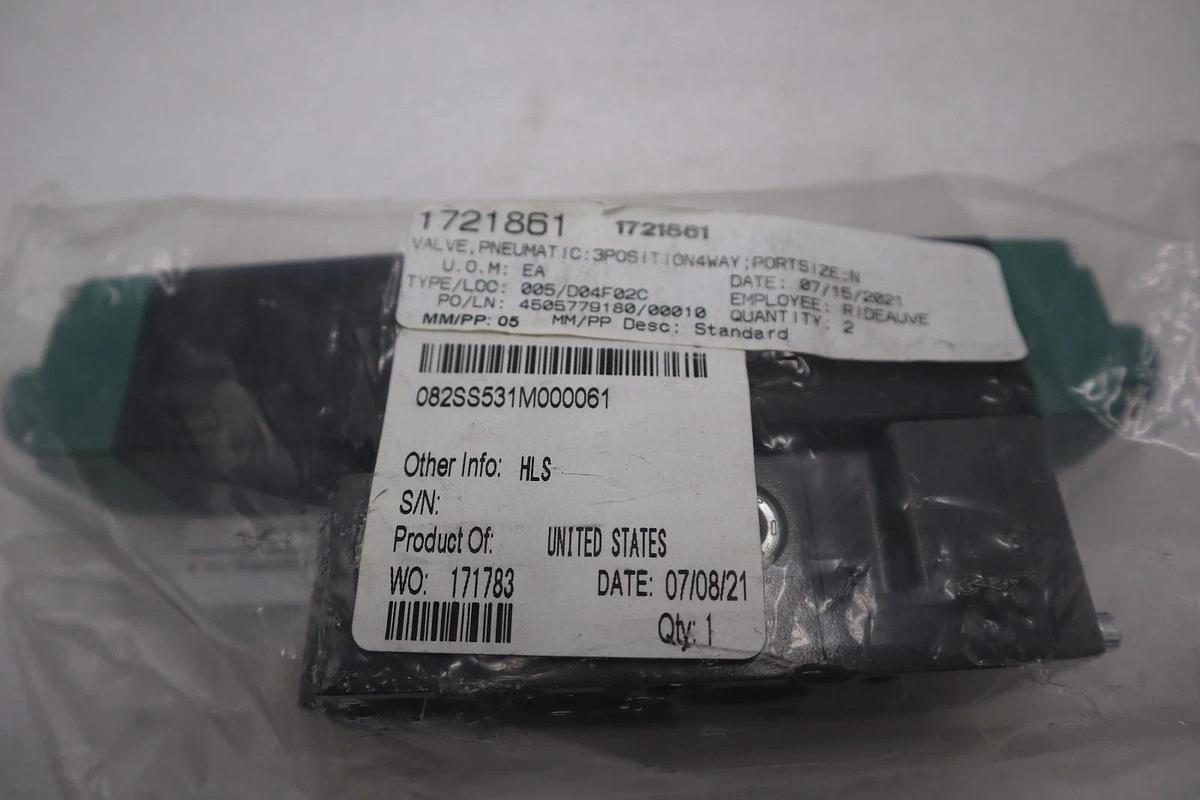 1721861 1721861
VALVE,PNEUMATIC:3POSITION4WAY;PORTSIZE:N
U.O.M: EA DATE: 07/15/2021
TYPE/LOC: 005/D04F02C EMPLOYEE: RIDEAUVE
PO/LN: 4505779180/00010 QUANTITY: 2
MM/PP: 05 MM/PP Desc: Standard
082SS531M000061
Other Info: HLS
S/N:
Product Of: UNITED STATES
WO: 171783 DATE: 07/08/21
Qty: 1